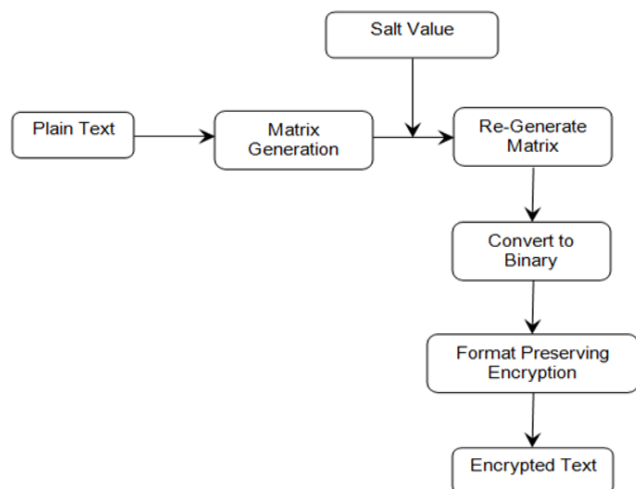 Salt Value
Plain Text
Matrix
Generation
Re-Generate
Matrix
Convert to
Binary
Format Preserving
Encryption
Encrypted Text